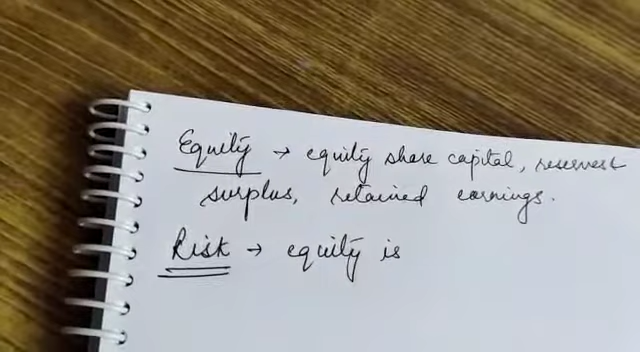 Equity → equity share capital, reserves+
surplus, retained earnings.
Risk → equity is